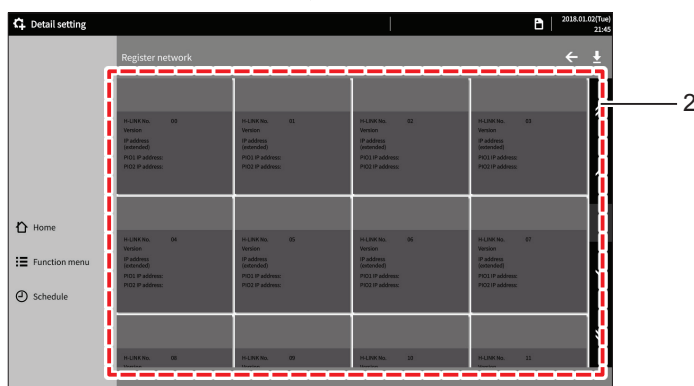 Detail setting
2018.01.02(Tue)
21:45
Register network
2
H-LINK No. 00
Version
IP address
(extended)
PIO1 IP address:
PIO2 IP address:
H-LINK No. 01
Version
IP address
(extended)
PIO1 IP address:
PIO2 IP address:
H-LINK No. 02
Version
IP address
(extended)
PIO1 IP address:
PIO2 IP address:
H-LINK No. 03
Version
IP address
(extended)
PIO1 IP address:
PIO2 IP address:
Home
Function menu
Schedule
H-LINK No. 04
Version
IP address
(extended)
PIO1 IP address:
PIO2 IP address:
H-LINK No. 05
Version
IP address
(extended)
PIO1 IP address:
PIO2 IP address:
H-LINK No. 06
Version
IP address
(extended)
PIO1 IP address:
PIO2 IP address:
H-LINK No. 07
Version
IP address
(extended)
PIO1 IP address:
PIO2 IP address:
H-LINK No. 08
H-LINK No. 09
H-LINK No. 10
H-LINK No. 11